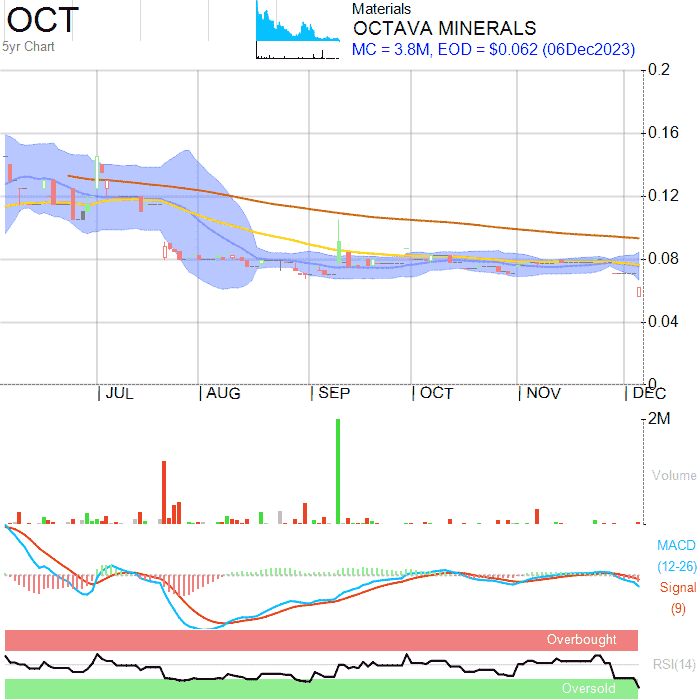 OCT
5yr Chart
Materials
OCTAVA MINERALS
MC = 3.8M, EOD = $0.062 (06Dec2023)
0.2
0.16
0.12
0.08
0.04
0
JUL AUG SEP OCT NOV DEC
2M
Volume
MACD
(12-26)
Signal
(9)
Overbought
RSI(14)
Oversold